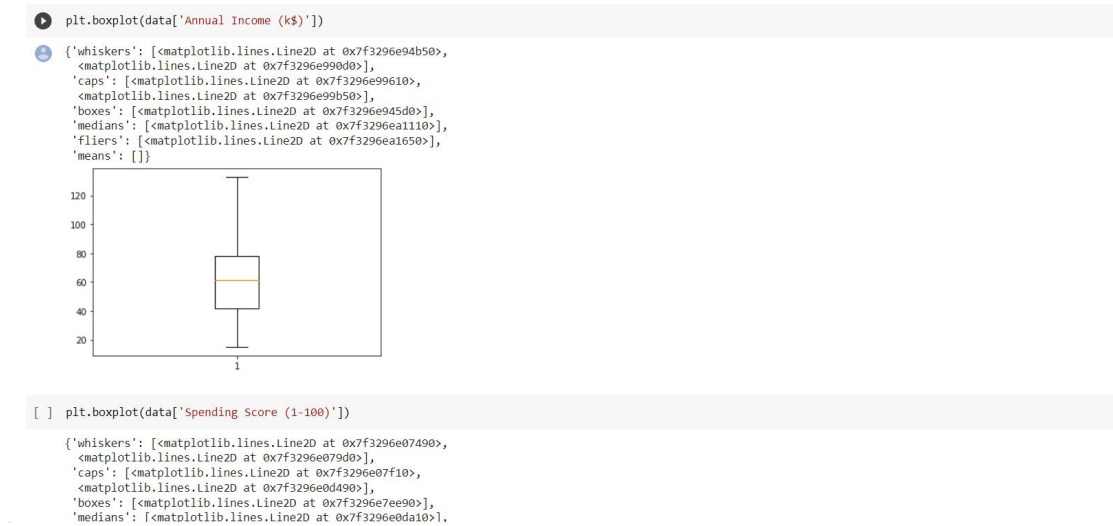 plt.boxplot(data['Annual Income (k$)'])
{'whiskers': [<matplotlib.lines.Line2D at 0x7f3296e94b50>,
<matplotlib.lines.Line2D at 0x7f3296e990d0>],
'caps': [<matplotlib.lines.Line2D at 0x7f3296e99610>,
<matplotlib.lines.Line2D at 0x7f3296e99b50>],
'boxes': [<matplotlib.lines.Line2D at 0x7f3296e945d0>],
'medians': [<matplotlib.lines.Line2D at 0x7f3296ea1110>],
'fliers': [<matplotlib.lines.Line2D at 0x7f3296ea1650>],
'means': []}
120
100
80
60
40
20
1
[ ] plt.boxplot(data['Spending Score (1-100)'])
{'whiskers': [<matplotlib.lines.Line2D at 0x7f3296e07490>,
<matplotlib.lines.Line2D at 0x7f3296e079d0>],
'caps': [<matplotlib.lines.Line2D at 0x7f3296e07f10>,
<matplotlib.lines.Line2D at 0x7f3296e0d490>],
'boxes': [<matplotlib.lines.Line2D at 0x7f3296e7ee90>],
'medians': [<matplotlib.lines.Line2D at 0x7f3296e0da10>],